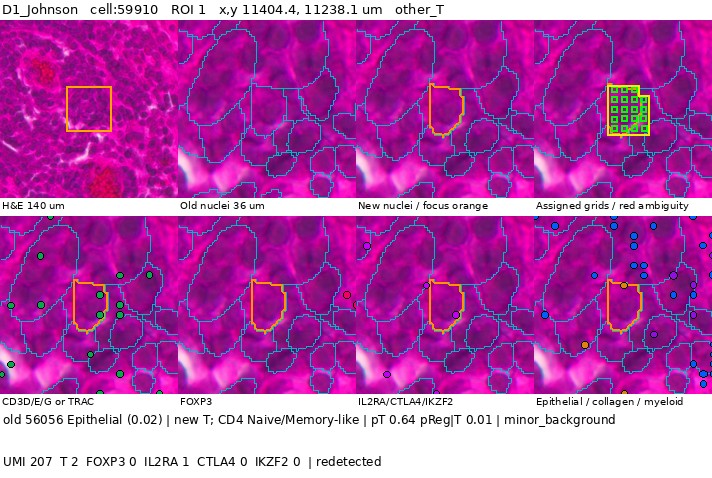 D1_Johnson cell:59910 ROI 1 x,y 11404.4, 11238.1 um other_T
H&E 140 um
Old nuclei 36 um
New nuclei / focus orange
Assigned grids / red ambiguity
CD3D/E/G or TRAC
FOXP3
IL2RA/CTLA4/IKZF2
Epithelial / collagen / myeloid
old 56056 Epithelial (0.02) | new T; CD4 Naive/Memory-like | pT 0.64 pReg|T 0.01 | minor_background
UMI 207 T 2 FOXP3 0 IL2RA 1 CTLA4 0 IKZF2 0 | redetected